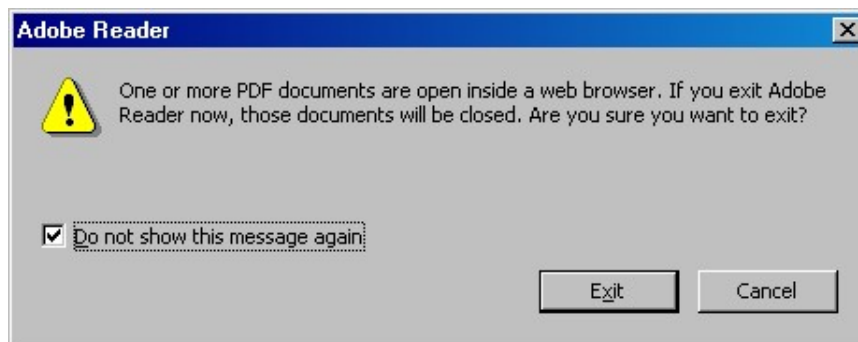 Adobe Reader
One or more PDF documents are open inside a web browser. If you exit Adobe
Reader now, those documents will be closed. Are you sure you want to exit?
Do not show this message again
Exit
Cancel